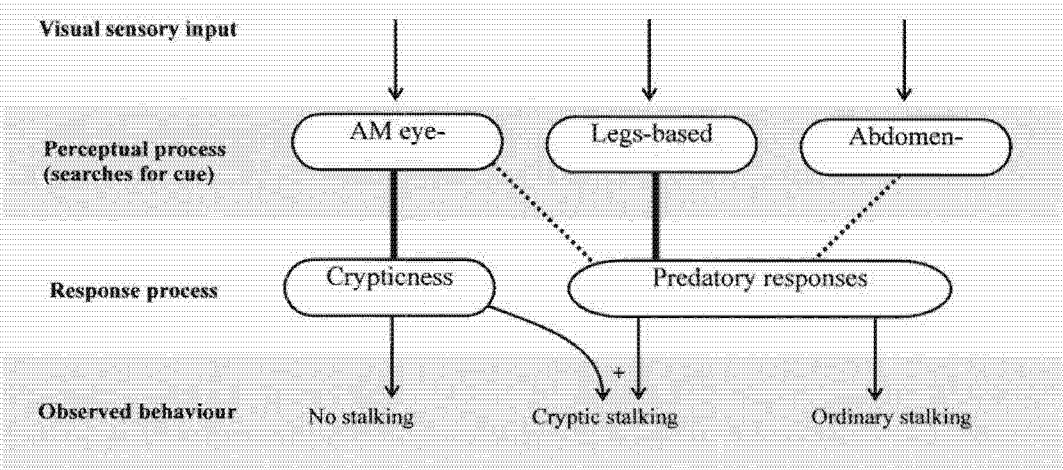 Visual sensory input
AM eye-
Legs-based
Abdomen-
Perceptual process
(searches for cue)
Crypticness
Predatory responses
Response process
+
Observed behaviour
No stalking
Cryptic stalking
Ordinary stalking